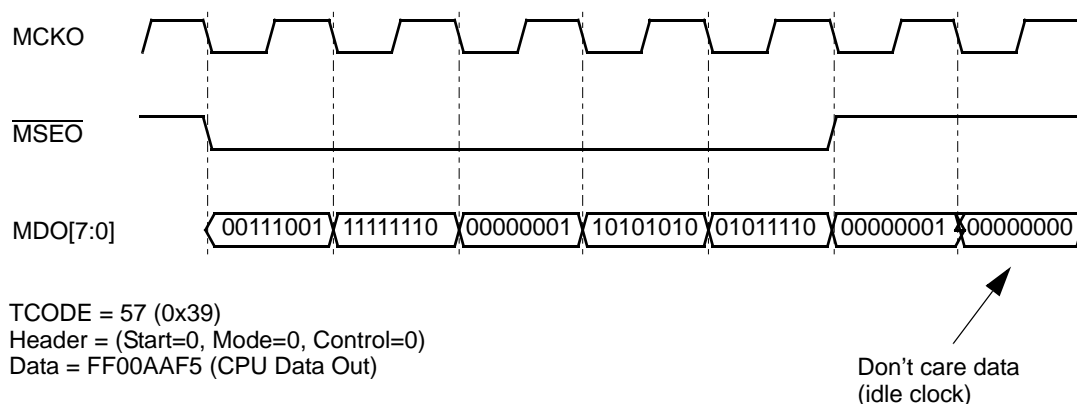 MCKO
MSEO
MDO[7:0]
00111001 11111110 00000001 10101010 01011110 00000001 00000000
TCODE = 57 (0x39)
Header = (Start=0, Mode=0, Control=0)
Data = FF00AAF5 (CPU Data Out)
Don't care data
(idle clock)